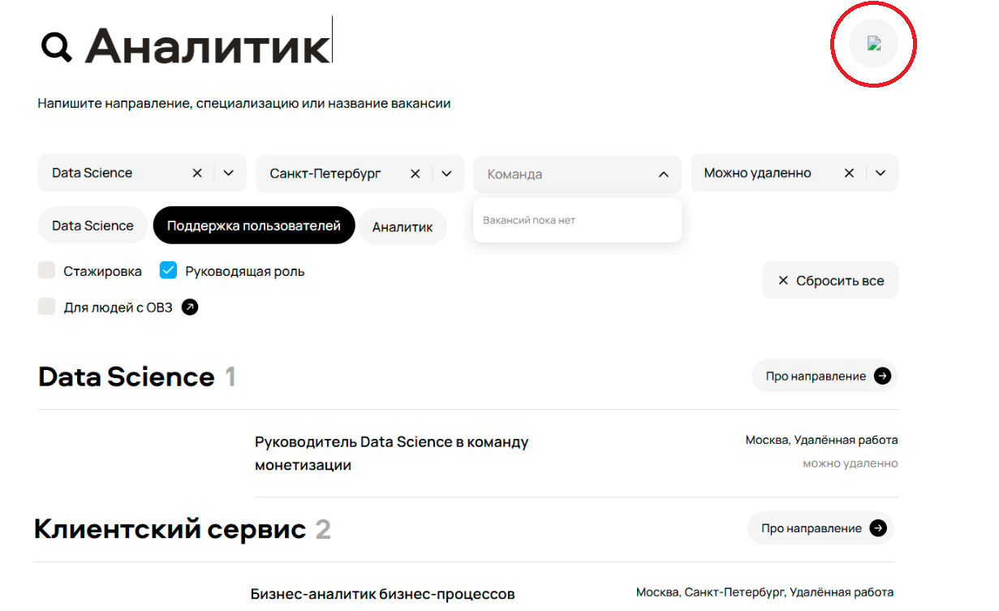 Аналитик
Напишите направление, специализацию или название вакансии
Data Science
Санкт-Петербург
Команда
Можно удаленно
Вакансий пока нет
Data Science
Поддержка пользователей
Аналитик
Стажировка
Руководящая роль
Сбросить все
Для людей с ОВЗ
Data Science 1
Про направление
Руководитель Data Science в команду
монетизации
Москва, Удалённая работа
можно удаленно
Клиентский сервис 2
Про направление
Бизнес-аналитик бизнес-процессов
Москва, Санкт-Петербург, Удалённая работа